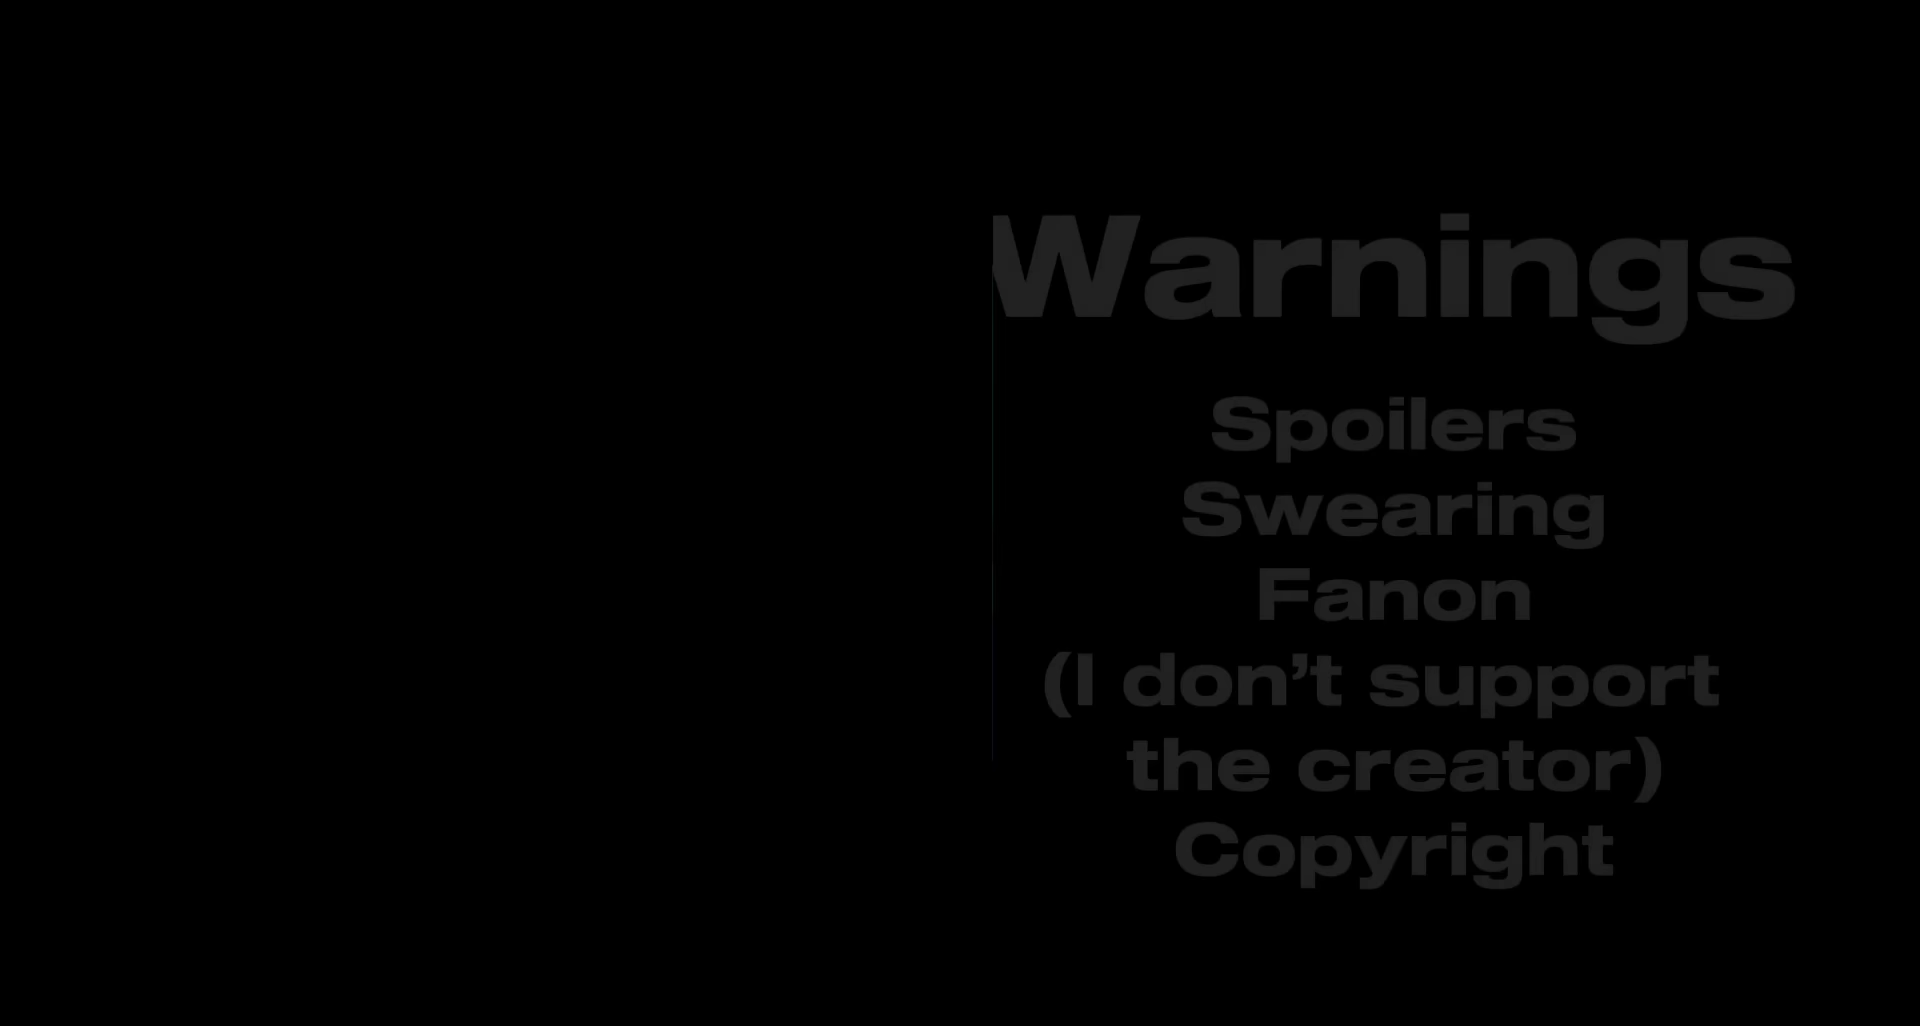 Warnings
Spoilers
Swearing
Fanon
(I don’t support
the creator)
Copyright